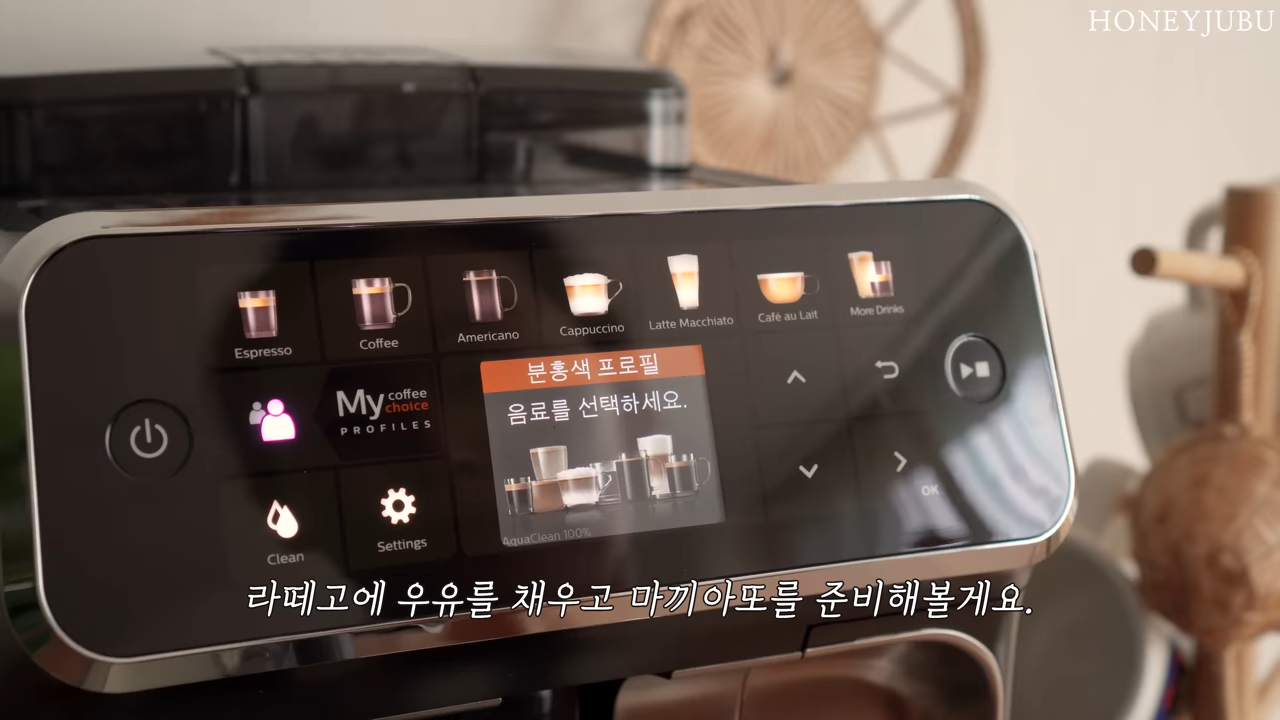 HONEYJUBU
Espresso
Coffee
Americano
Cappuccino
Latte Macchiato
Café au Lait
More Drinks
My coffee choice
PROFILES
분홍색 프로필
음료를 선택하세요.
AquaClean 100%
OK
Clean
Settings
라떼고에 우유를 채우고 마끼아또를 준비해볼게요.